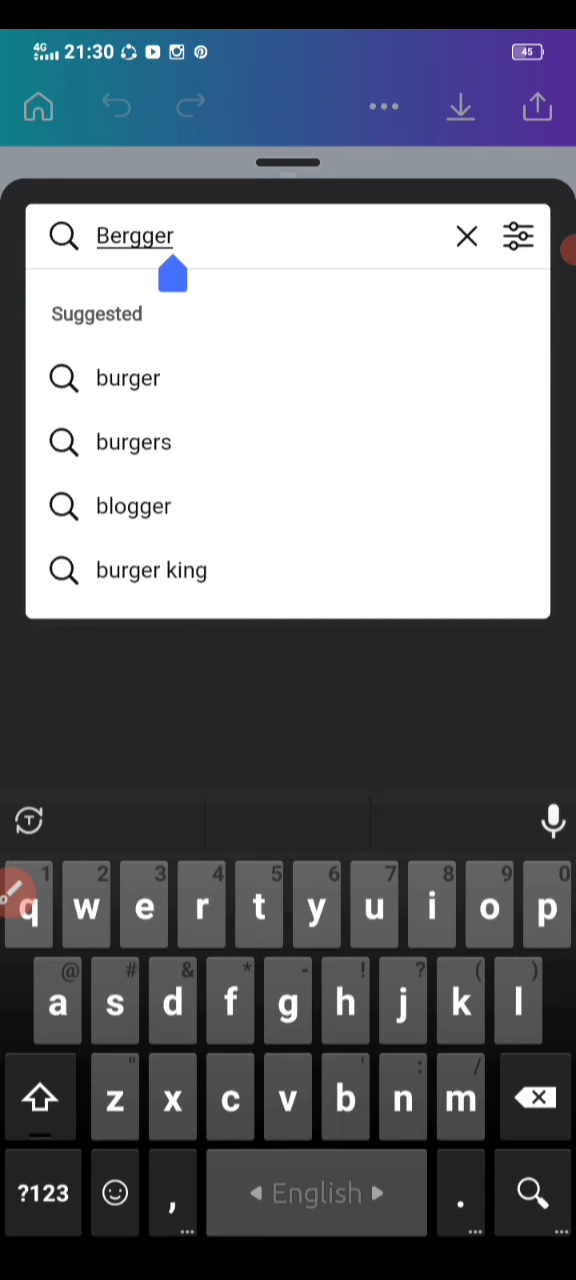 4G 21:30 45
Bergger
Suggested
burger
burgers
blogger
burger king
T
1 2 3 4 5 6 7 8 9 0
q w e r t y u i o p
@ # & * - ! ? ( )
a s d f g h j k l
" ' : /
z x c v b n m
?123 , English .